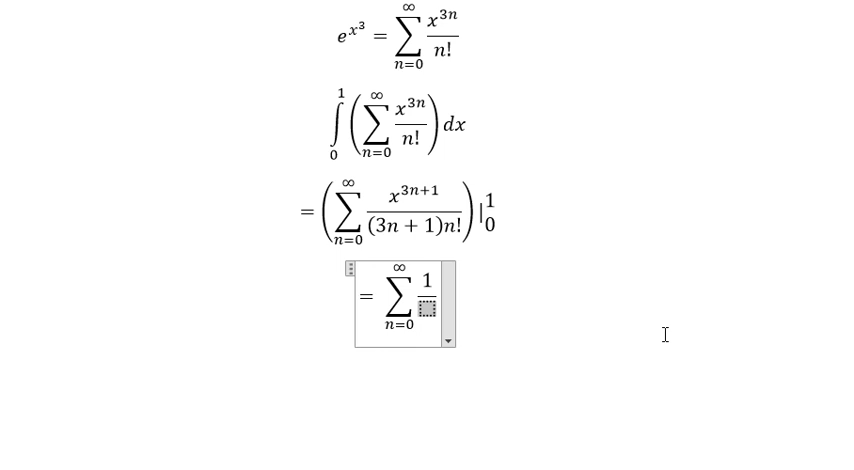 e^{x^3} = \sum_{n=0}^{\infty} \frac{x^{3n}}{n!}
\int_0^1 \left( \sum_{n=0}^{\infty} \frac{x^{3n}}{n!} \right) dx
= \left( \sum_{n=0}^{\infty} \frac{x^{3n+1}}{(3n+1)n!} \right) |_0^1
= \sum_{n=0}^{\infty} \frac{1}{}